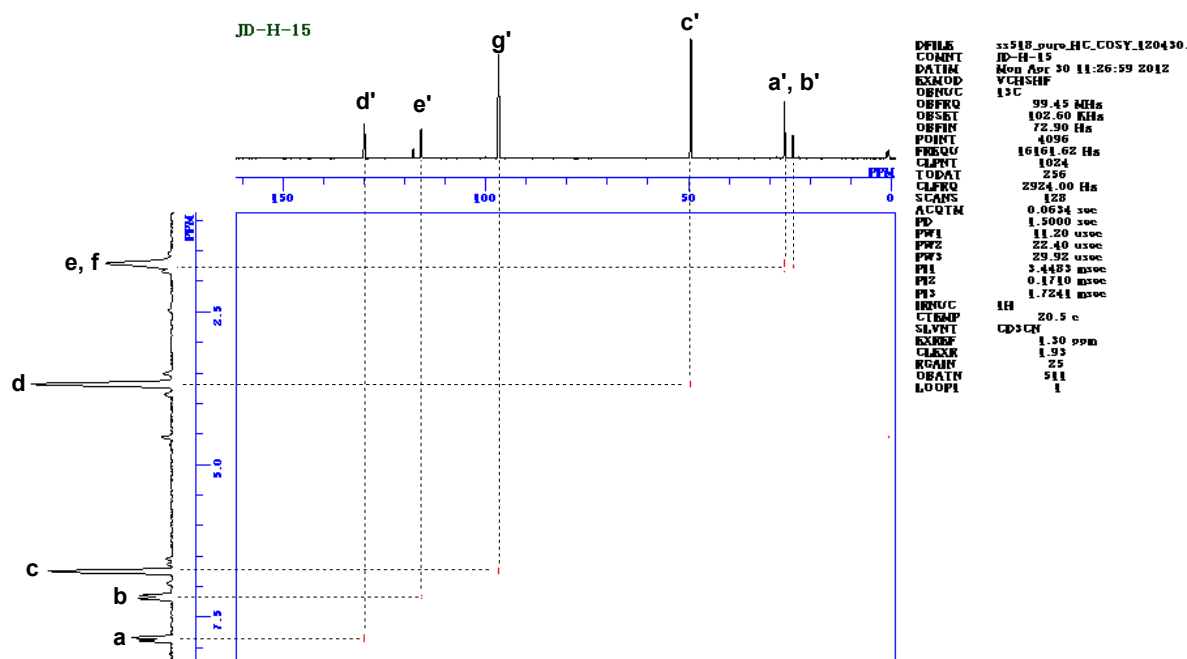 JD-H-15
g'
c'
a', b'
d'
e'
PPM
150
100
50
0
PPM
e, f
2.5
d
5.0
c
b
7.5
a
DFILE ss518_pure_HC_COSY_120430.
COMNT JD-H-15
DATIM Mon Apr 30 11:26:59 2012
EXMOD VCHSHF
OBNUC 13C
OBFRQ 99.45 MHz
OBSET 102.60 KHz
OBFIN 72.90 Hz
POINT 4096
FREQU 16161.62 Hz
CLPNT 1024
TODAT 256
CLFRQ 2924.00 Hz
SCANS 128
ACQTM 0.0634 sec
PD 1.5000 sec
PW1 11.20 usec
PW2 22.40 usec
PW3 29.92 usec
PI1 3.4483 msec
PI2 0.1710 msec
PI3 1.7241 msec
IRNUC 1H
CTEMP 20.5 c
SLVNT CD3CN
EXREF 1.30 ppm
CLEXR 1.93
RGAIN 25
OBATN 511
LOOP1 1